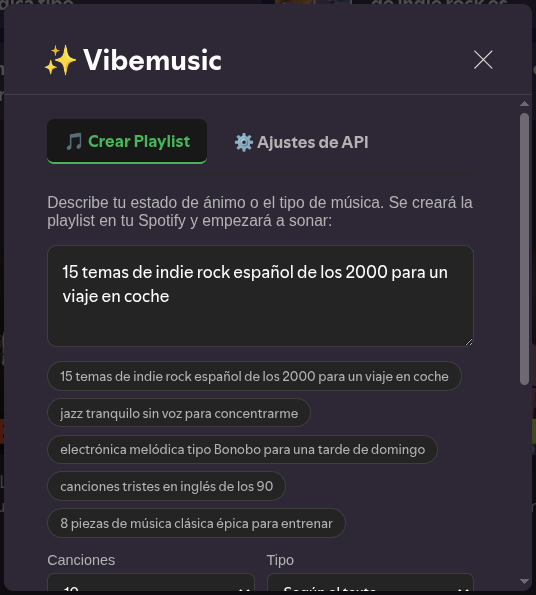 ✨ Vibemusic
🎵 Crear Playlist
⚙️ Ajustes de API
Describe tu estado de ánimo o el tipo de música. Se creará la
playlist en tu Spotify y empezará a sonar:
15 temas de indie rock español de los 2000 para un
viaje en coche
15 temas de indie rock español de los 2000 para un viaje en coche
jazz tranquilo sin voz para concentrarme
electrónica melódica tipo Bonobo para una tarde de domingo
canciones tristes en inglés de los 90
8 piezas de música clásica épica para entrenar
Canciones
Tipo
Según el texto